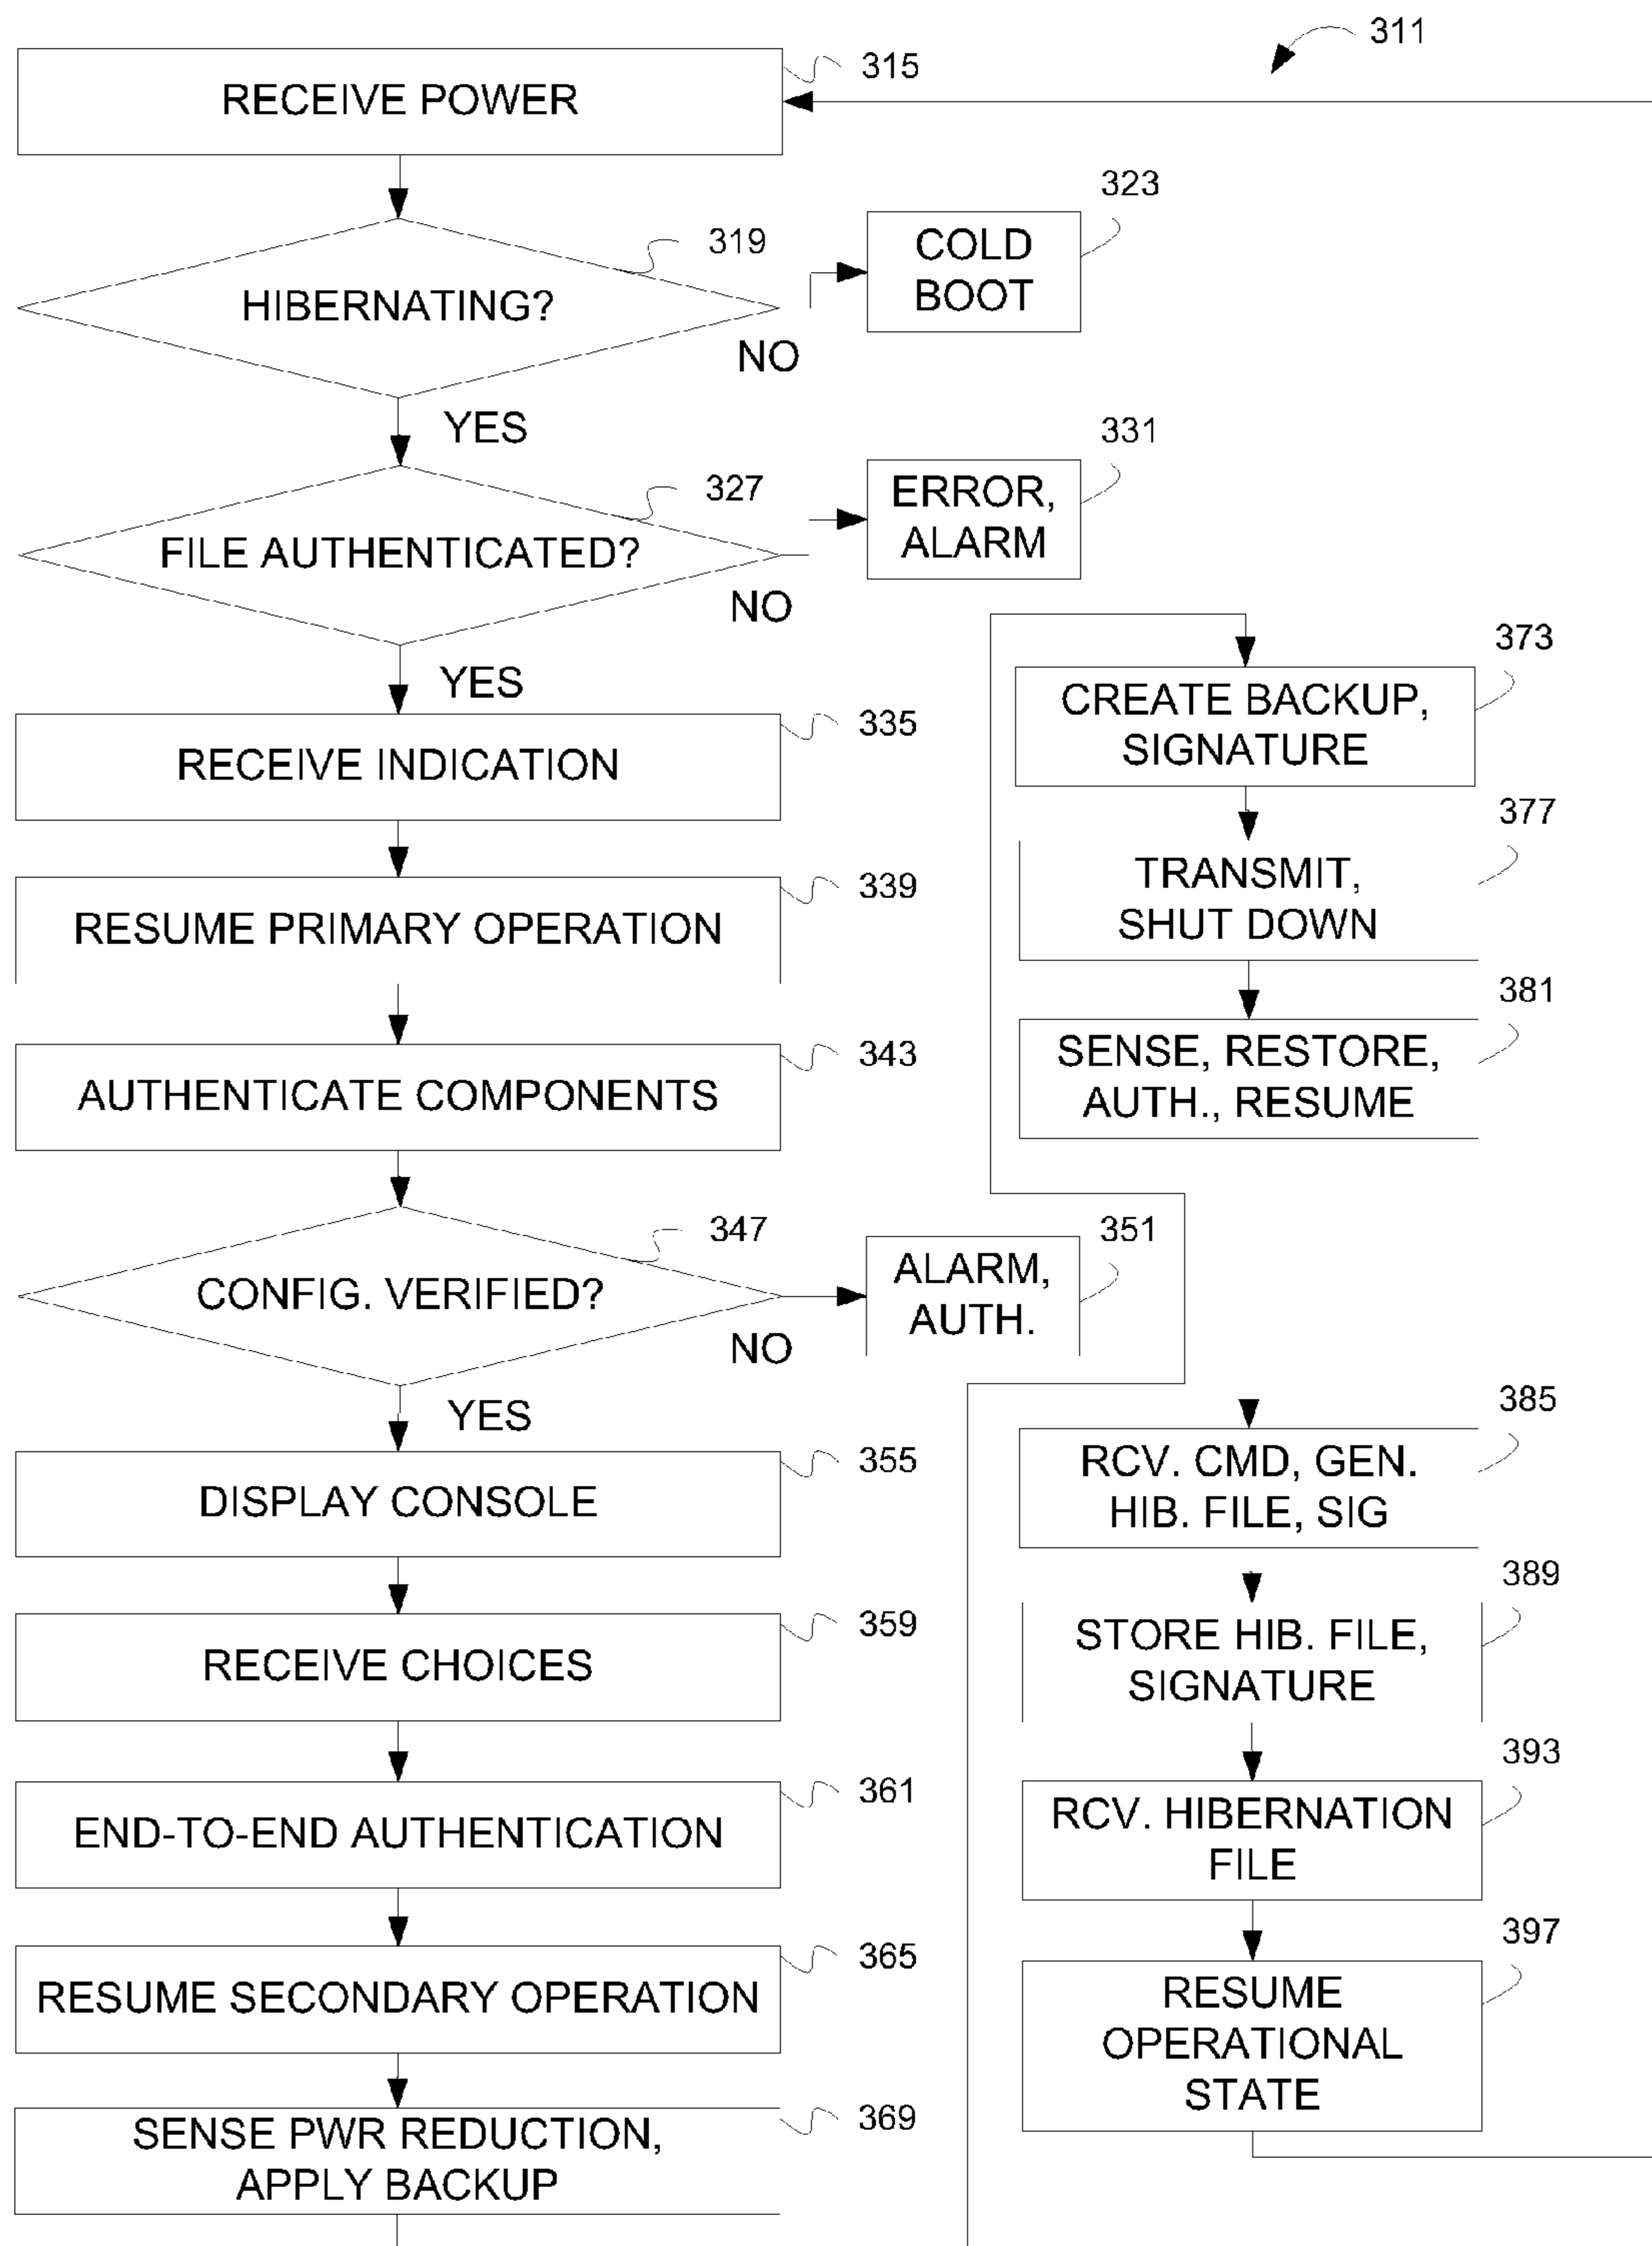 311
315
RECEIVE POWER
319
HIBERNATING?
NO
323
COLD
BOOT
YES
327
FILE AUTHENTICATED?
NO
331
ERROR,
ALARM
YES
335
RECEIVE INDICATION
339
RESUME PRIMARY OPERATION
343
AUTHENTICATE COMPONENTS
347
CONFIG. VERIFIED?
NO
351
ALARM,
AUTH.
YES
355
DISPLAY CONSOLE
359
RECEIVE CHOICES
361
END-TO-END AUTHENTICATION
365
RESUME SECONDARY OPERATION
369
SENSE PWR REDUCTION,
APPLY BACKUP
373
CREATE BACKUP,
SIGNATURE
377
TRANSMIT,
SHUT DOWN
381
SENSE, RESTORE,
AUTH., RESUME
385
RCV. CMD, GEN.
HIB. FILE, SIG
389
STORE HIB. FILE,
SIGNATURE
393
RCV. HIBERNATION
FILE
397
RESUME
OPERATIONAL
STATE